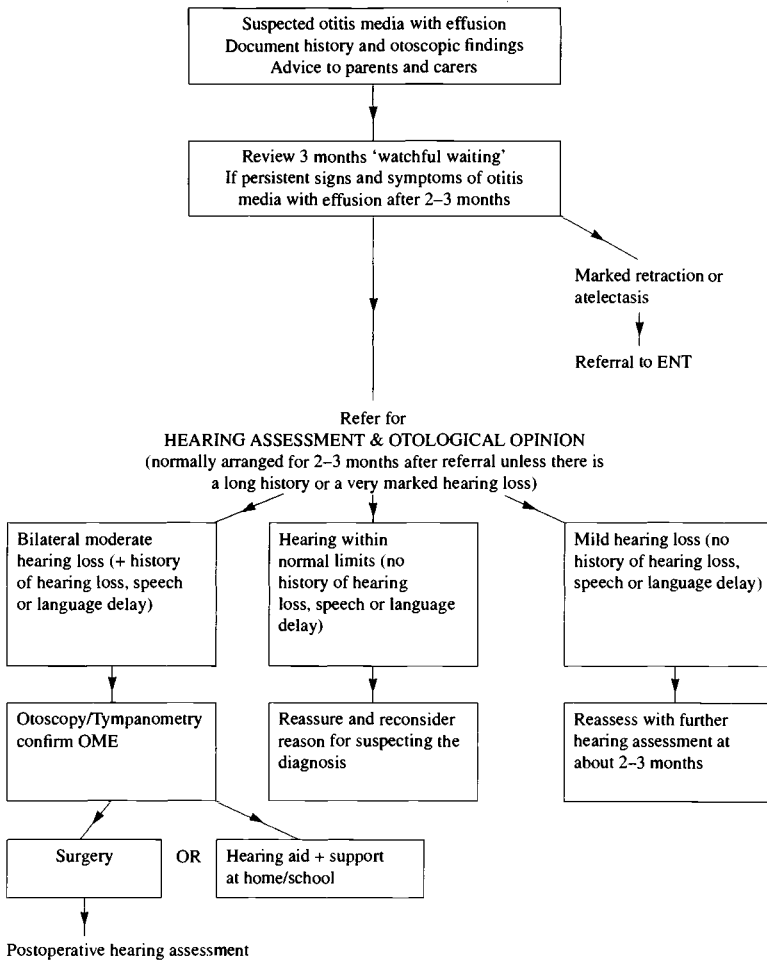 Suspected otitis media with effusion
Document history and otoscopic findings
Advice to parents and carers
Review 3 months ‘watchful waiting’
If persistent signs and symptoms of otitis
media with effusion after 2–3 months
Marked retraction or
atelectasis
Referral to ENT
Refer for
HEARING ASSESSMENT & OTOLOGICAL OPINION
(normally arranged for 2–3 months after referral unless there is
a long history or a very marked hearing loss)
Bilateral moderate
hearing loss (+ history
of hearing loss, speech
or language delay)
Hearing within
normal limits (no
history of hearing
loss, speech or language
delay)
Mild hearing loss (no
history of hearing loss,
speech or language delay)
Otoscopy/Tympanometry
confirm OME
Reassure and reconsider
reason for suspecting the
diagnosis
Reassess with further
hearing assessment at
about 2–3 months
Surgery
OR
Hearing aid + support
at home/school
Postoperative hearing assessment